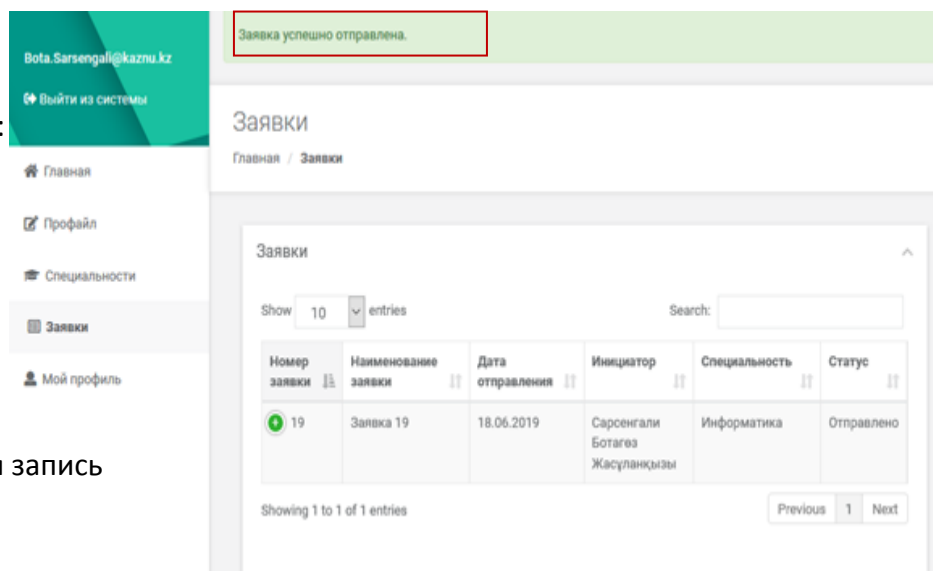 Bota.Sarsengali@kaznu.kz
Выйти из системы
:
Главная
Профайл
Специальности
Заявки
Мой профиль
запись
Заявка успешно отправлена.
Заявки
Главная / Заявки
Заявки
Show 10 entries Search:
Номер заявки Наименование заявки Дата отправления Инициатор Специальность Статус
19 Заявка 19 18.06.2019 Сарсенгали Ботагөз Жасұланқызы Информатика Отправлено
Showing 1 to 1 of 1 entries Previous 1 Next